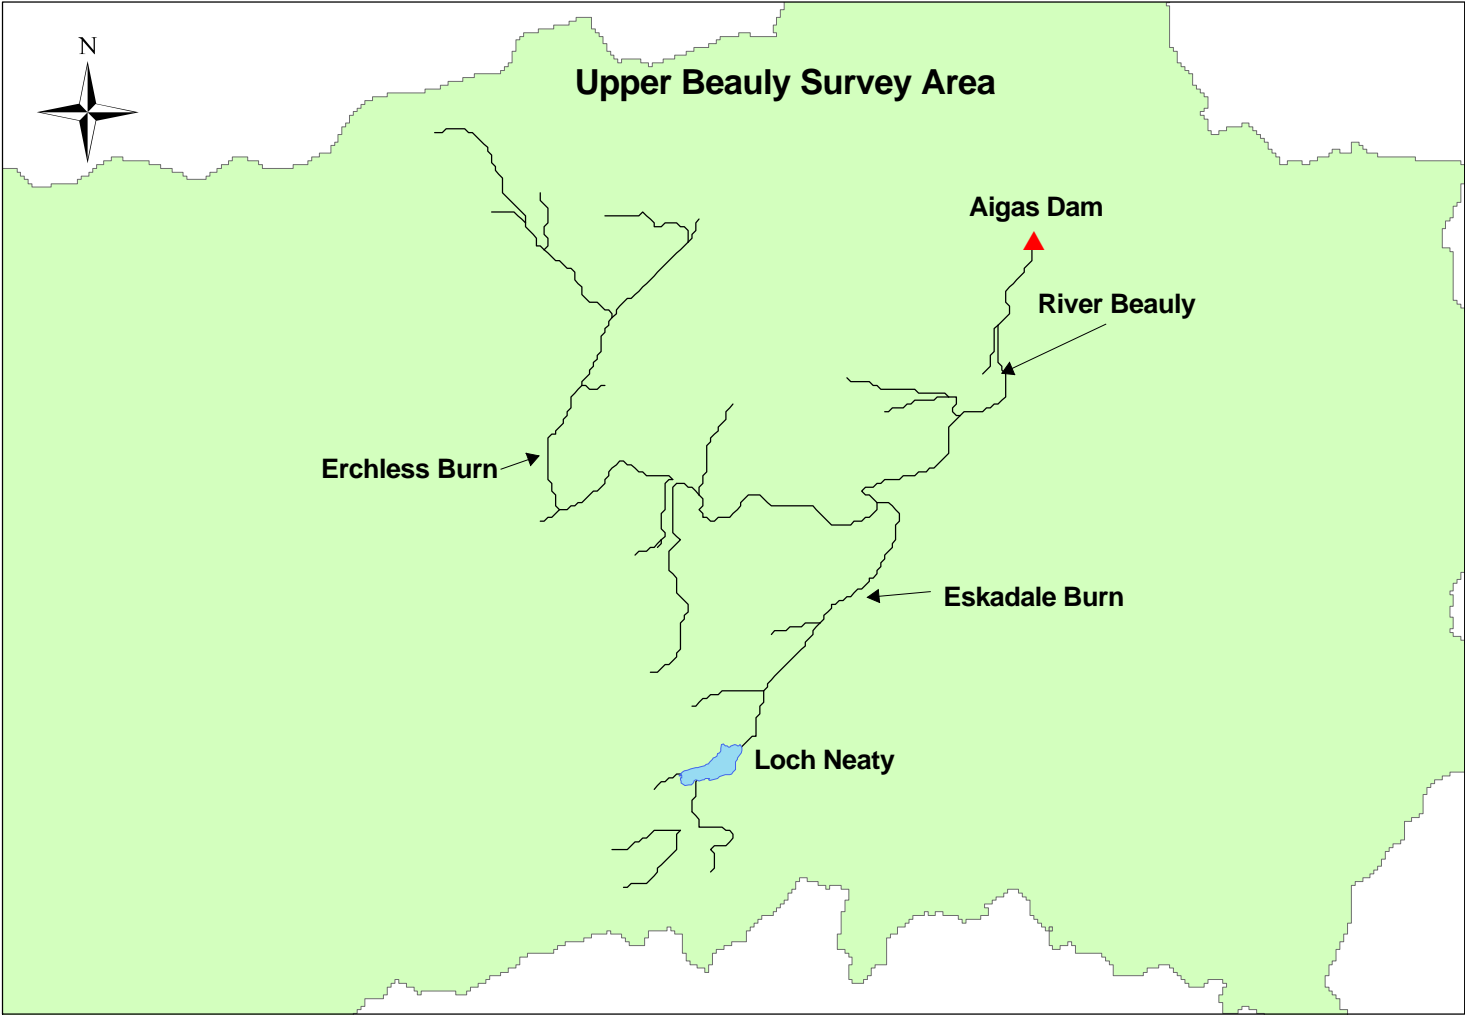 N
Upper Beauly Survey Area
Aigas Dam
River Beauly
Erchless Burn
Eskadale Burn
Loch Neaty